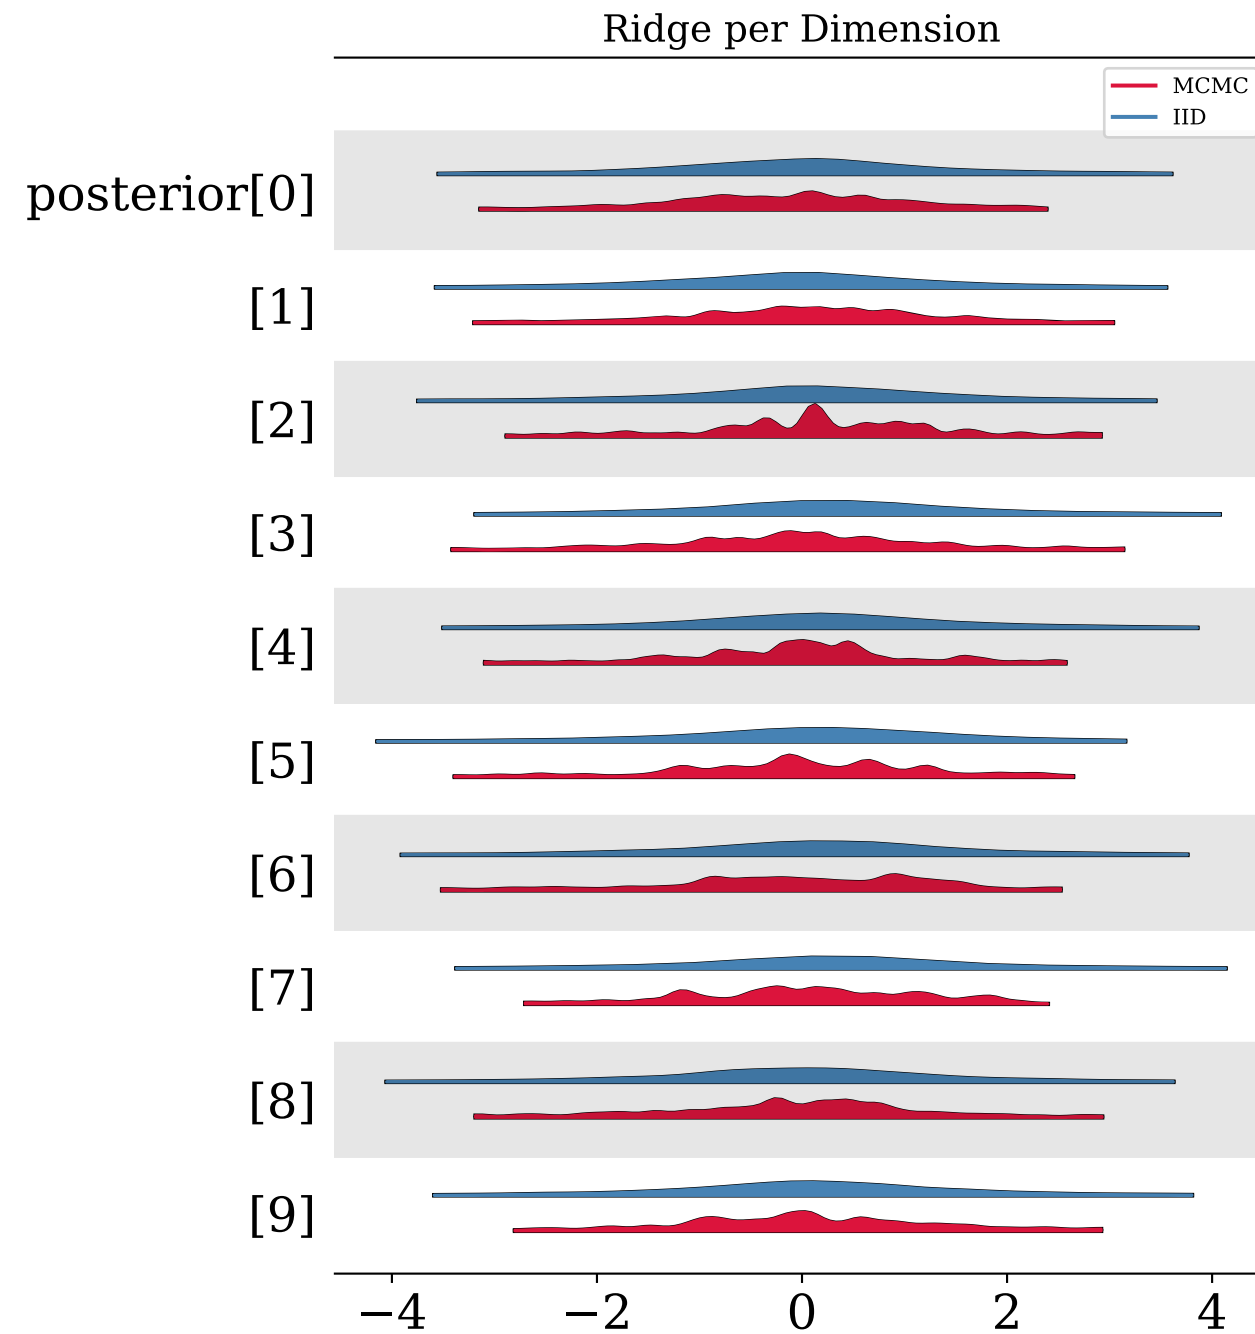 Ridge per Dimension
MCMC
IID
posterior[0]
[1]
[2]
[3]
[4]
[5]
[6]
[7]
[8]
[9]
−4 −2 0 2 4